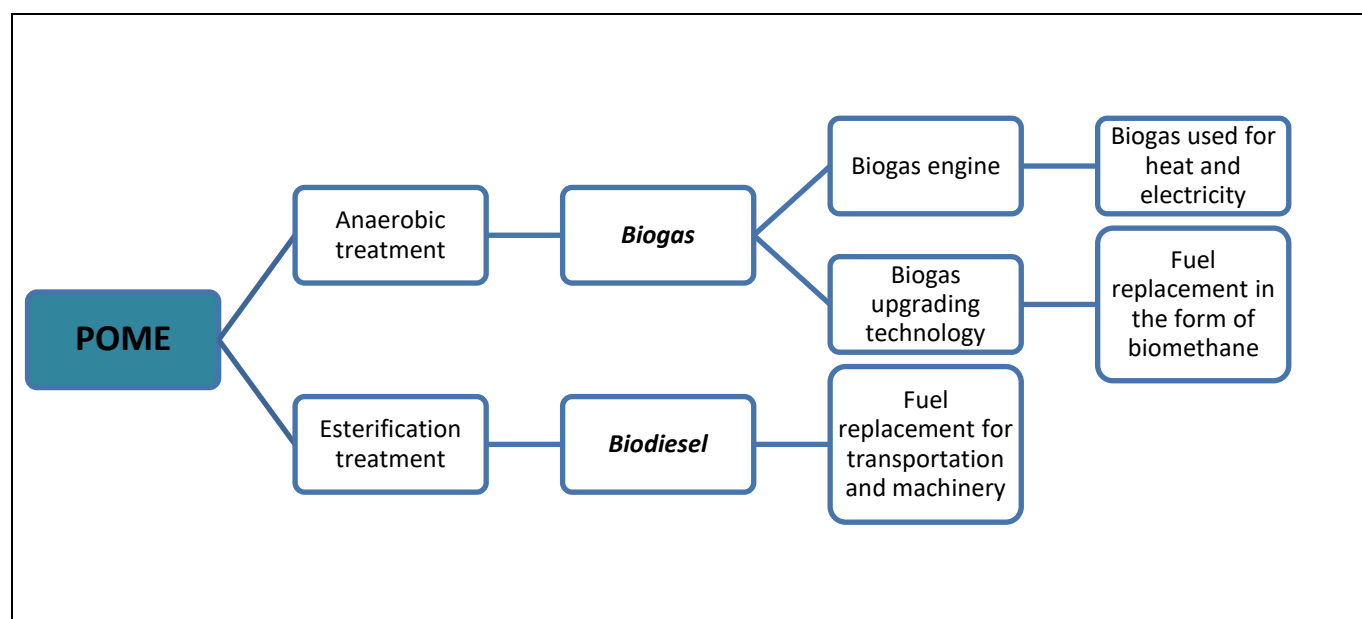 POME
Anaerobic
treatment
Biogas
Biogas engine
Biogas used for
heat and
electricity
Biogas
upgrading
technology
Fuel
replacement in
the form of
biomethane
Esterification
treatment
Biodiesel
Fuel
replacement for
transportation
and machinery